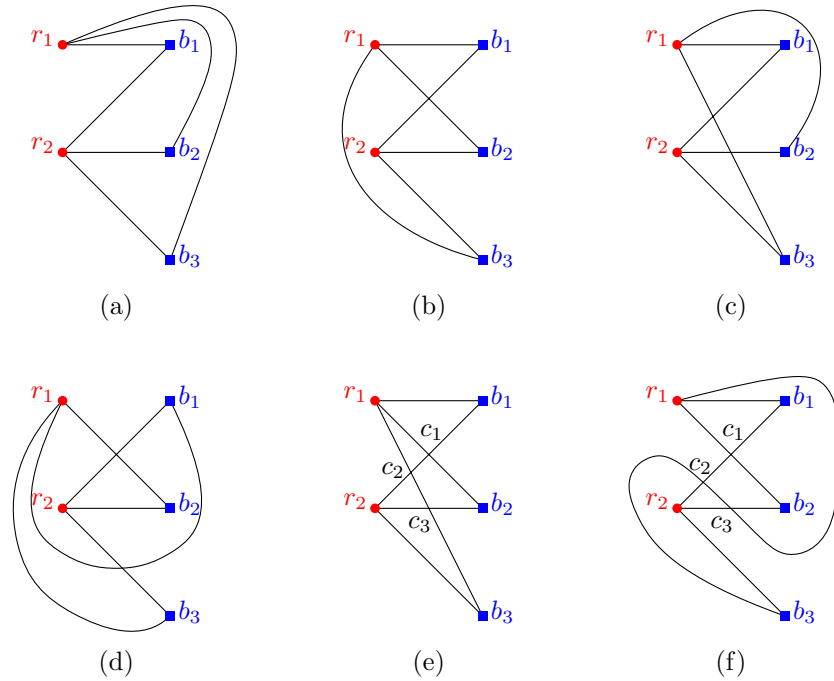 r₁ b₁ r₁ b₁ r₁ b₁
r₂ b₂ r₂ b₂ r₂ b₂
b₃ b₃ b₃
(a) (b) (c)
r₁ b₁ r₁ b₁ r₁ b₁
c₁ c₁
c₂ c₂
r₂ b₂ r₂ b₂ r₂ b₂
c₃ c₃
b₃ b₃ b₃
(d) (e) (f)